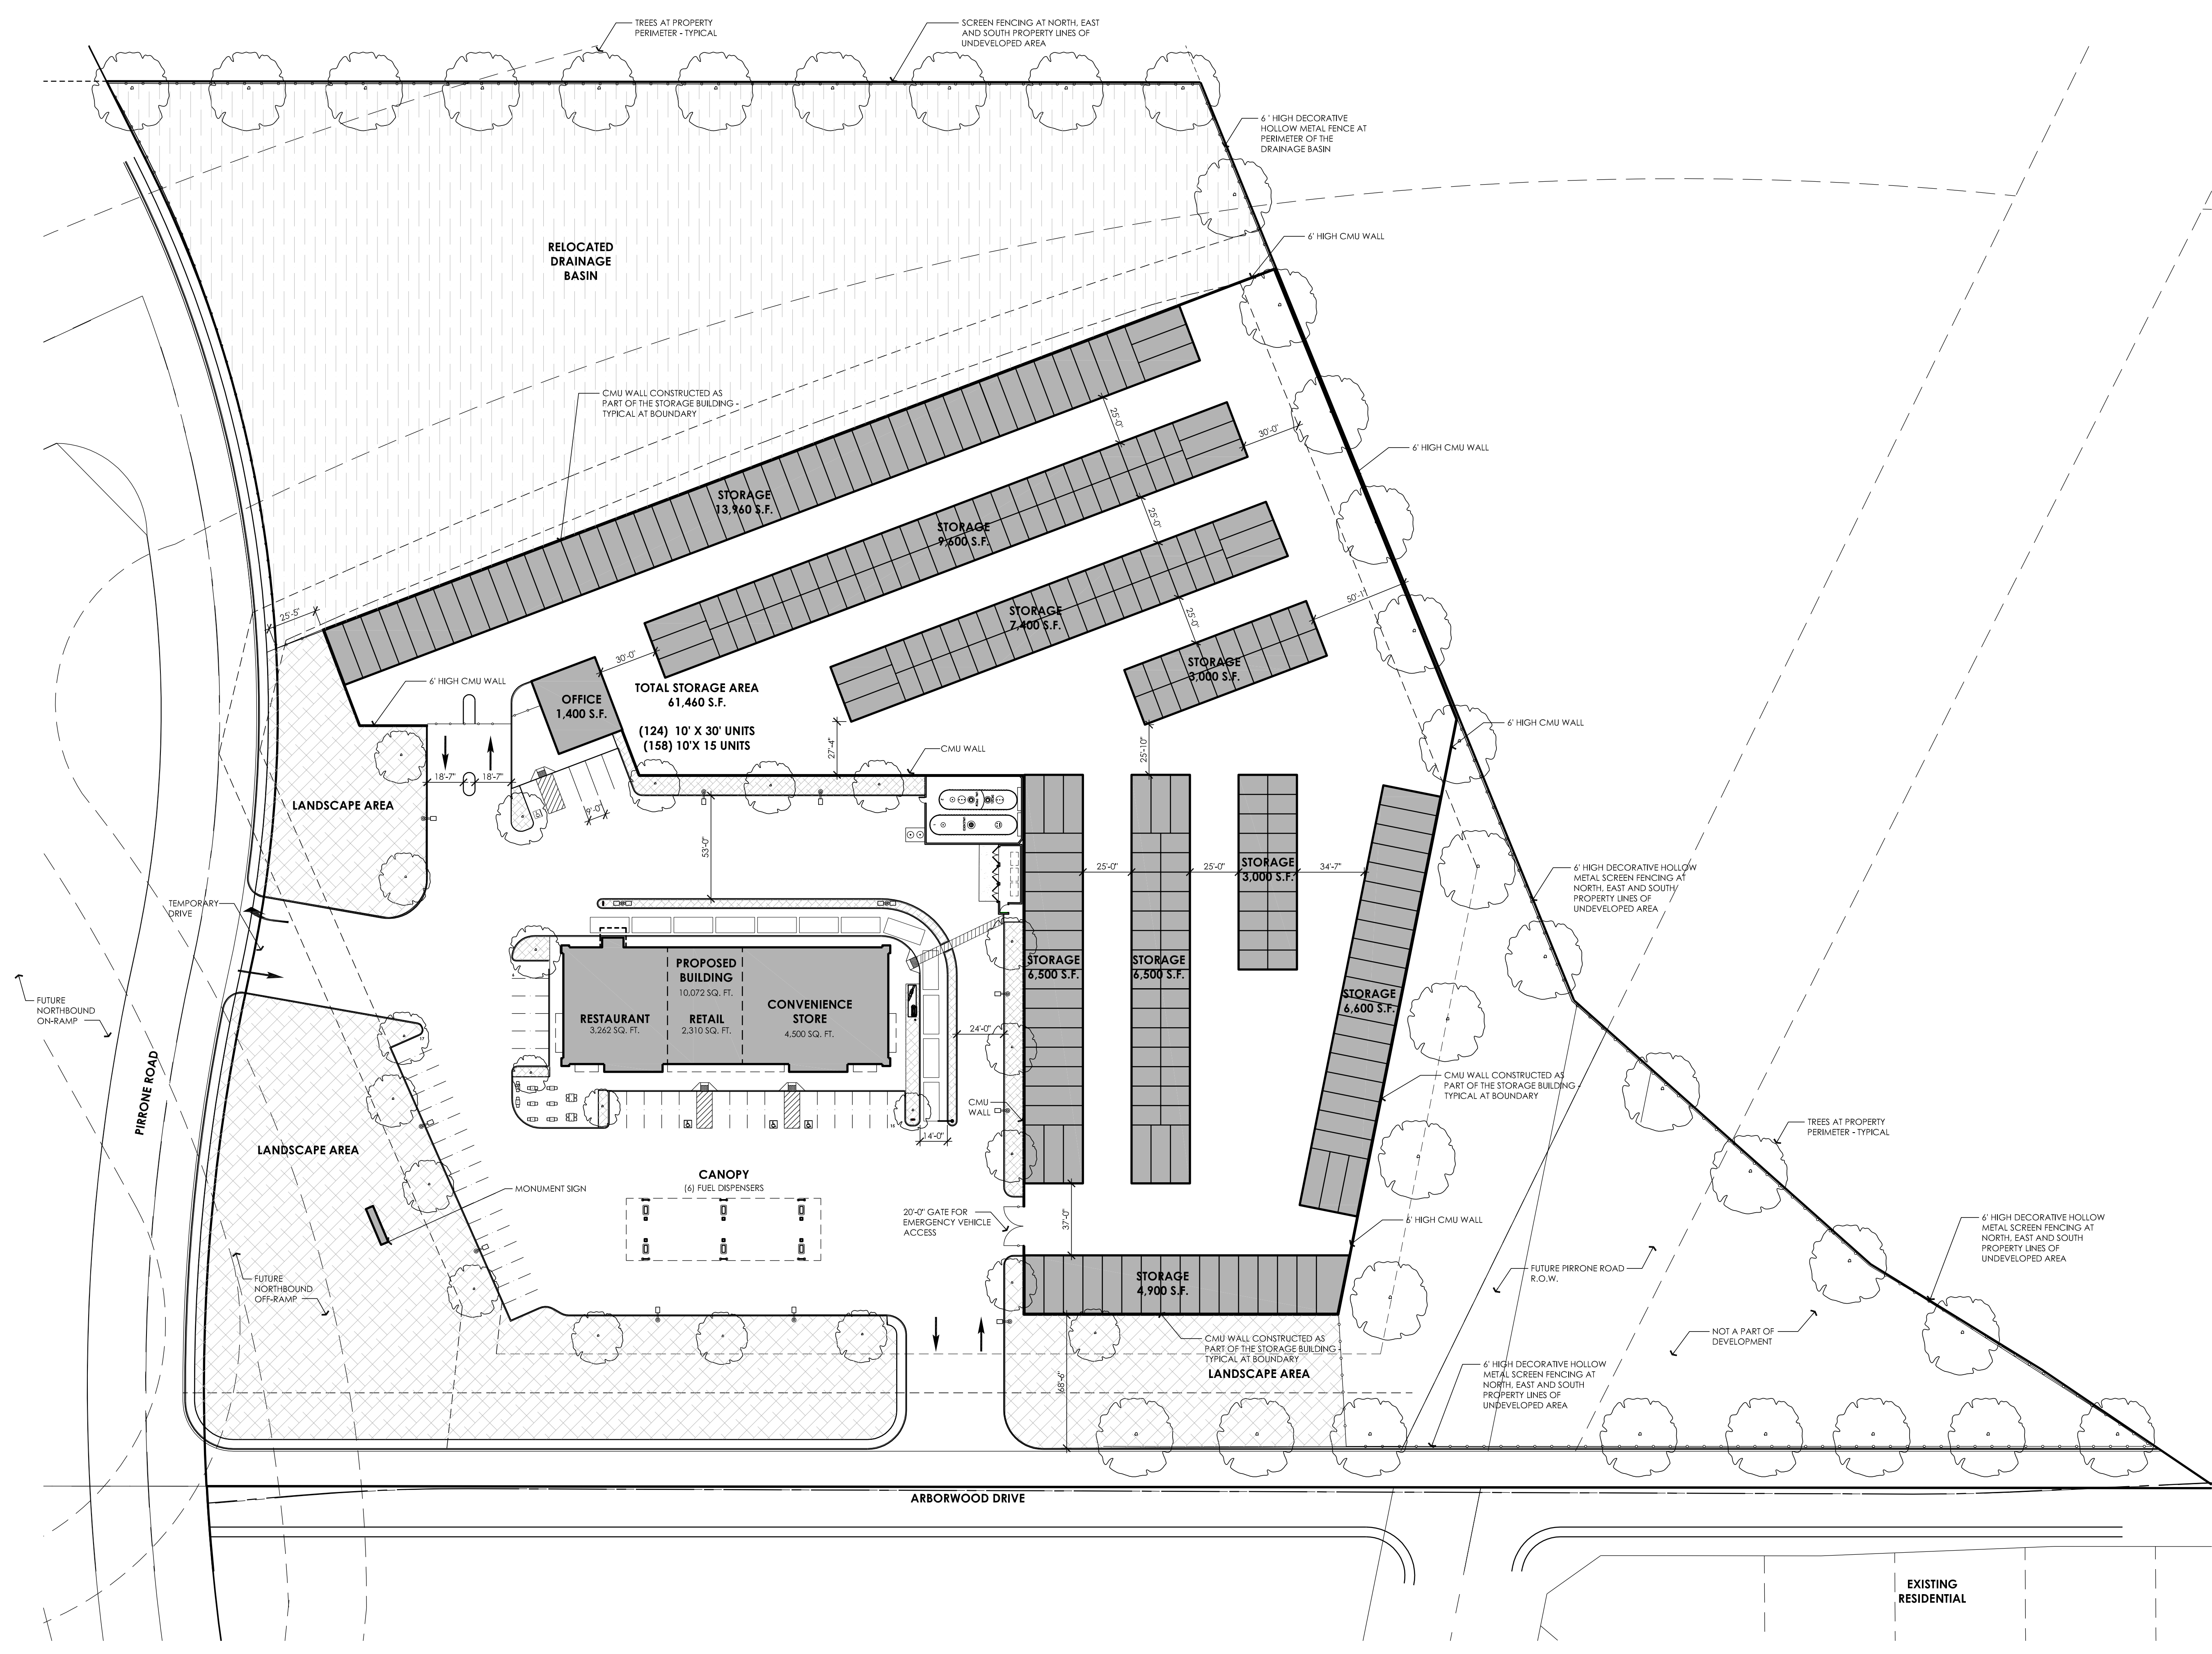 TREES AT PROPERTY
PERIMETER - TYPICAL
SCREEN FENCING AT NORTH, EAST
AND SOUTH PROPERTY LINES OF
UNDEVELOPED AREA
6 ' HIGH DECORATIVE
HOLLOW METAL FENCE AT
PERIMETER OF THE
DRAINAGE BASIN
6' HIGH CMU WALL
RELOCATED
DRAINAGE
BASIN
CMU WALL CONSTRUCTED AS
PART OF THE STORAGE BUILDING -
TYPICAL AT BOUNDARY
25'-0"
30'-0"
6' HIGH CMU WALL
STORAGE
13,960 S.F.
STORAGE
9,600 S.F.
25'-0"
STORAGE
7,400 S.F.
25'-0"
50'-1"
25'-5"
STORAGE
3,000 S.F.
30'-0"
6' HIGH CMU WALL
OFFICE
1,400 S.F.
TOTAL STORAGE AREA
61,460 S.F.
(124) 10' X 30' UNITS
(158) 10'X 15 UNITS
6' HIGH CMU WALL
27'-4"
25'-10"
CMU WALL
18'-7"
18'-7"
9'-0"
LANDSCAPE AREA
53'-0"
25'-0"
25'-0"
STORAGE
3,000 S.F.
34'-7"
6' HIGH DECORATIVE HOLLOW
METAL SCREEN FENCING AT
NORTH, EAST AND SOUTH
PROPERTY LINES OF
UNDEVELOPED AREA
TEMPORARY
DRIVE
PROPOSED
BUILDING
10,072 SQ. FT.
RESTAURANT
3,262 SQ. FT.
RETAIL
2,310 SQ. FT.
CONVENIENCE
STORE
4,500 SQ. FT.
STORAGE
6,500 S.F.
STORAGE
6,500 S.F.
STORAGE
6,600 S.F.
FUTURE
NORTHBOUND
ON-RAMP
24'-0"
PIRRONE ROAD
CMU WALL CONSTRUCTED AS
PART OF THE STORAGE BUILDING -
TYPICAL AT BOUNDARY
CMU
WALL
14'-0"
TREES AT PROPERTY
PERIMETER - TYPICAL
LANDSCAPE AREA
CANOPY
(6) FUEL DISPENSERS
MONUMENT SIGN
20'-0" GATE FOR
EMERGENCY VEHICLE
ACCESS
37'-0"
6' HIGH CMU WALL
6' HIGH DECORATIVE HOLLOW
METAL SCREEN FENCING AT
NORTH, EAST AND SOUTH
PROPERTY LINES OF
UNDEVELOPED AREA
FUTURE
NORTHBOUND
OFF-RAMP
STORAGE
4,900 S.F.
FUTURE PIRRONE ROAD
R.O.W.
NOT A PART OF
DEVELOPMENT
CMU WALL CONSTRUCTED AS
PART OF THE STORAGE BUILDING -
TYPICAL AT BOUNDARY
LANDSCAPE AREA
68'-6"
6' HIGH DECORATIVE HOLLOW
METAL SCREEN FENCING AT
NORTH, EAST AND SOUTH
PROPERTY LINES OF
UNDEVELOPED AREA
ARBORWOOD DRIVE
EXISTING
RESIDENTIAL